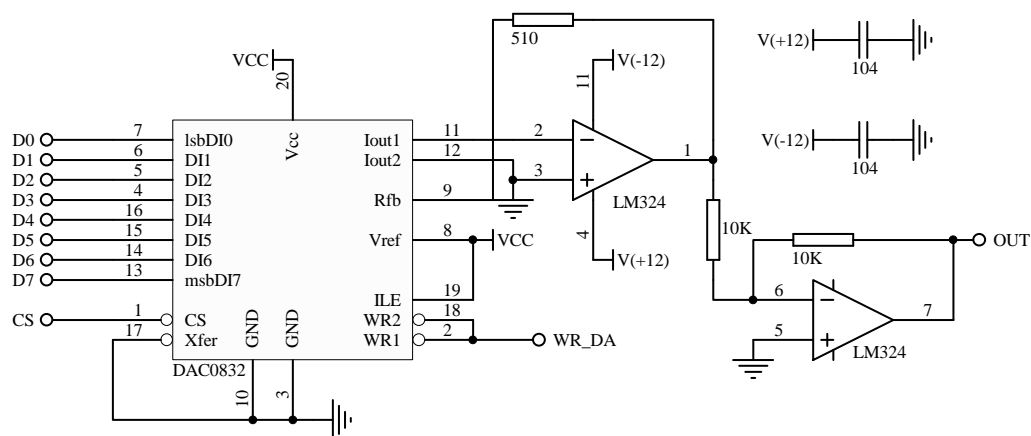 510
V(+12)
104
VCC
20
11
V(-12)
D0
7
lsbDI0
Vcc
Iout1
11
2
D1
6
DI1
Iout2
12
3
1
V(-12)
104
D2
5
DI2
D3
4
DI3
Rfb
9
LM324
D4
16
DI4
10K
D5
15
DI5
Vref
8
VCC
4
OUT
D6
14
DI6
V(+12)
10K
D7
13
msbDI7
ILE
19
6
CS
1
CS
GND
GND
WR2
18
7
17
Xfer
WR1
2
WR_DA
5
DAC0832
LM324
10
3